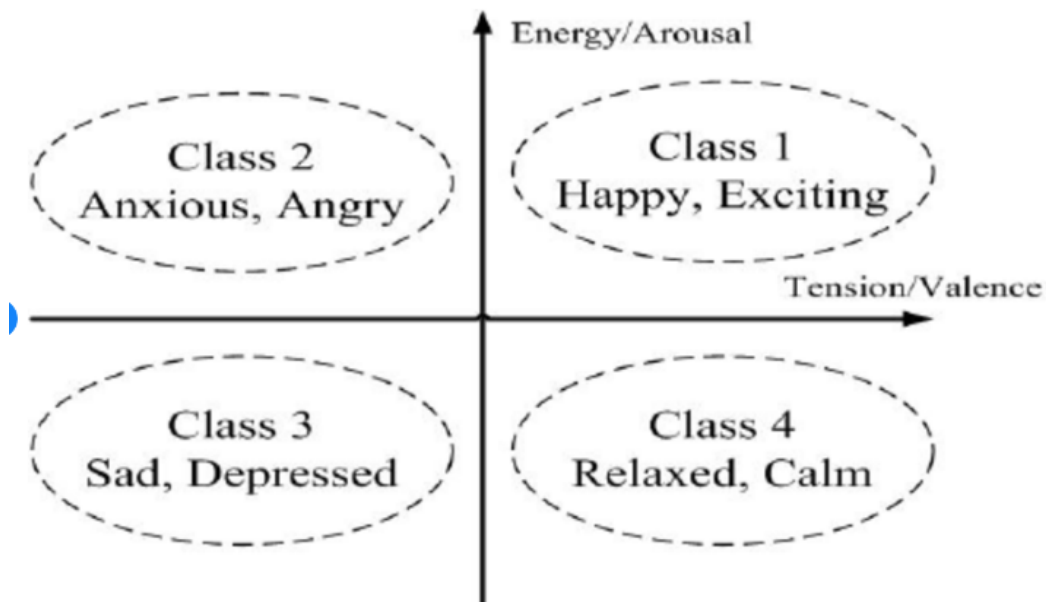 Energy/Arousal
Class 2
Anxious, Angry
Class 1
Happy, Exciting
Tension/Valence
Class 3
Sad, Depressed
Class 4
Relaxed, Calm